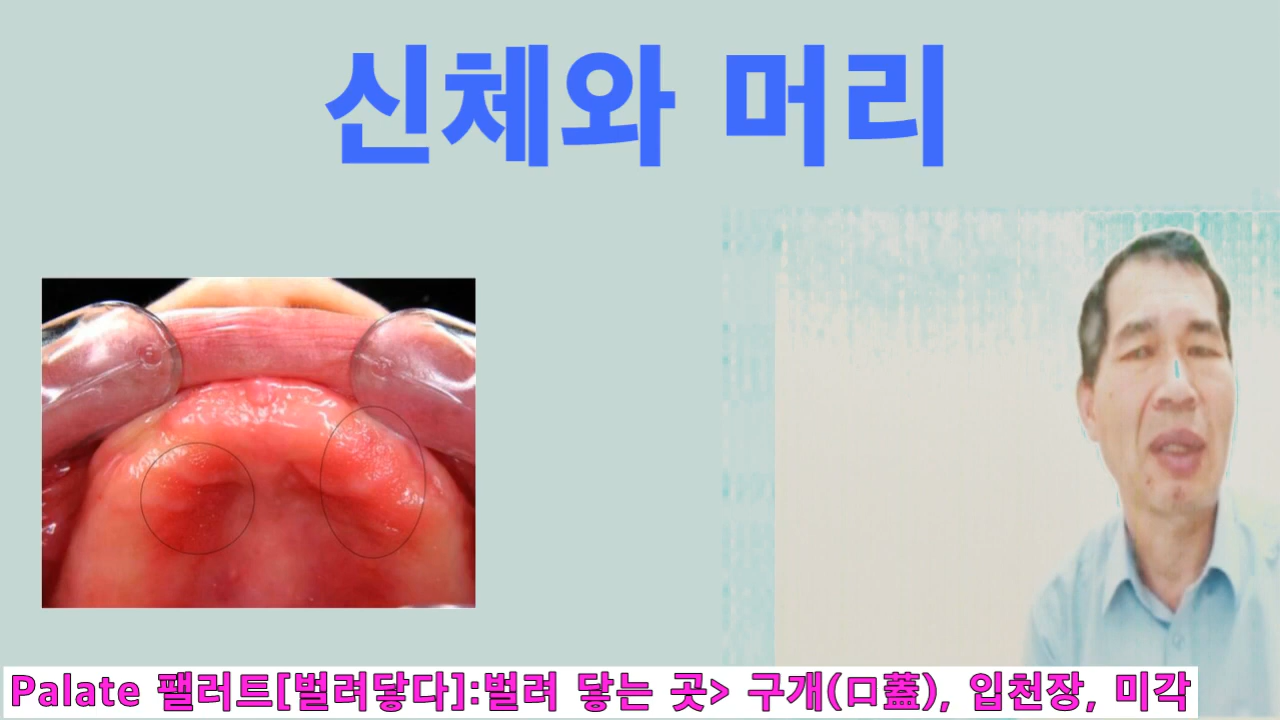 신체와 머리
Palate 팰러트[벌려닿다]:벌려 닿는 곳> 구개(口蓋), 입천장, 미각